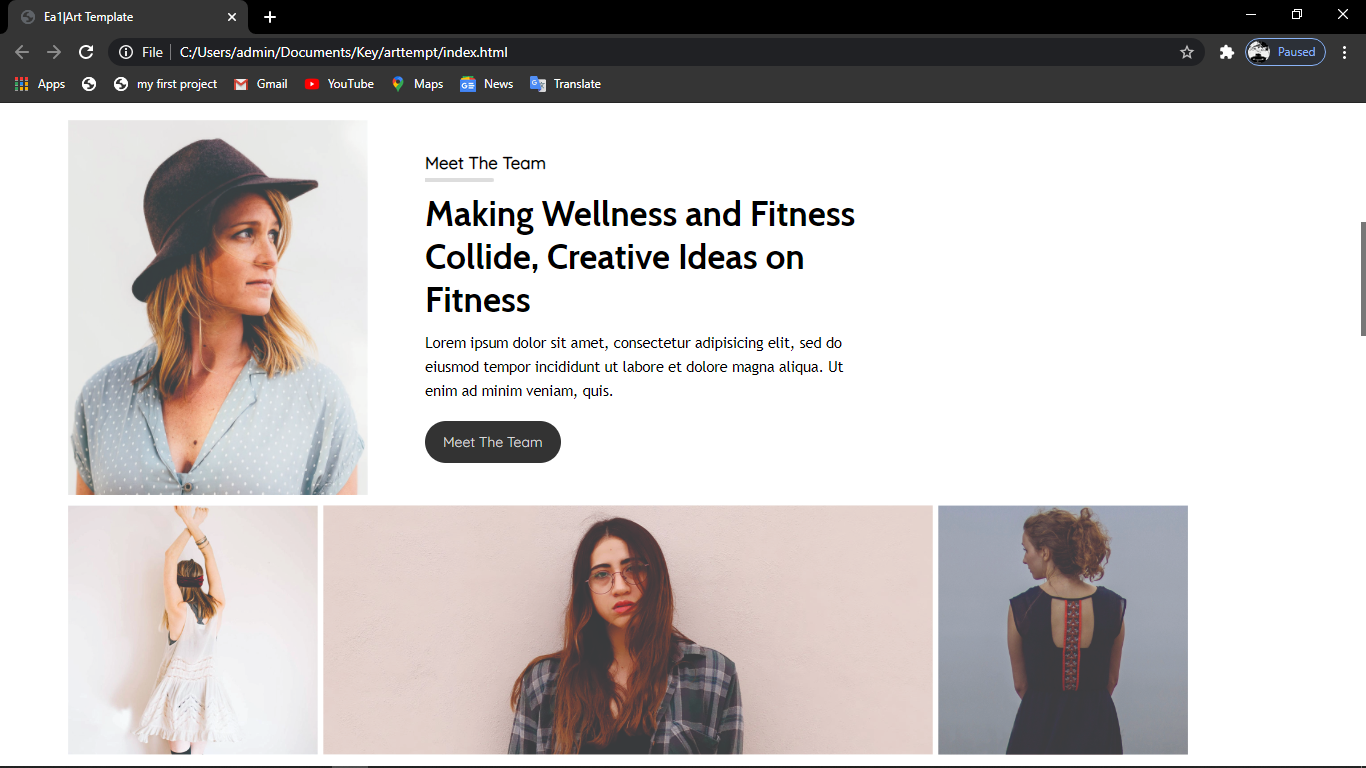 Ea1|Art Template
File C:/Users/admin/Documents/Key/arttempt/index.html
Paused
Apps my first project Gmail YouTube Maps News Translate
Meet The Team
Making Wellness and Fitness
Collide, Creative Ideas on
Fitness
Lorem ipsum dolor sit amet, consectetur adipisicing elit, sed do
eiusmod tempor incididunt ut labore et dolore magna aliqua. Ut
enim ad minim veniam, quis.
Meet The Team